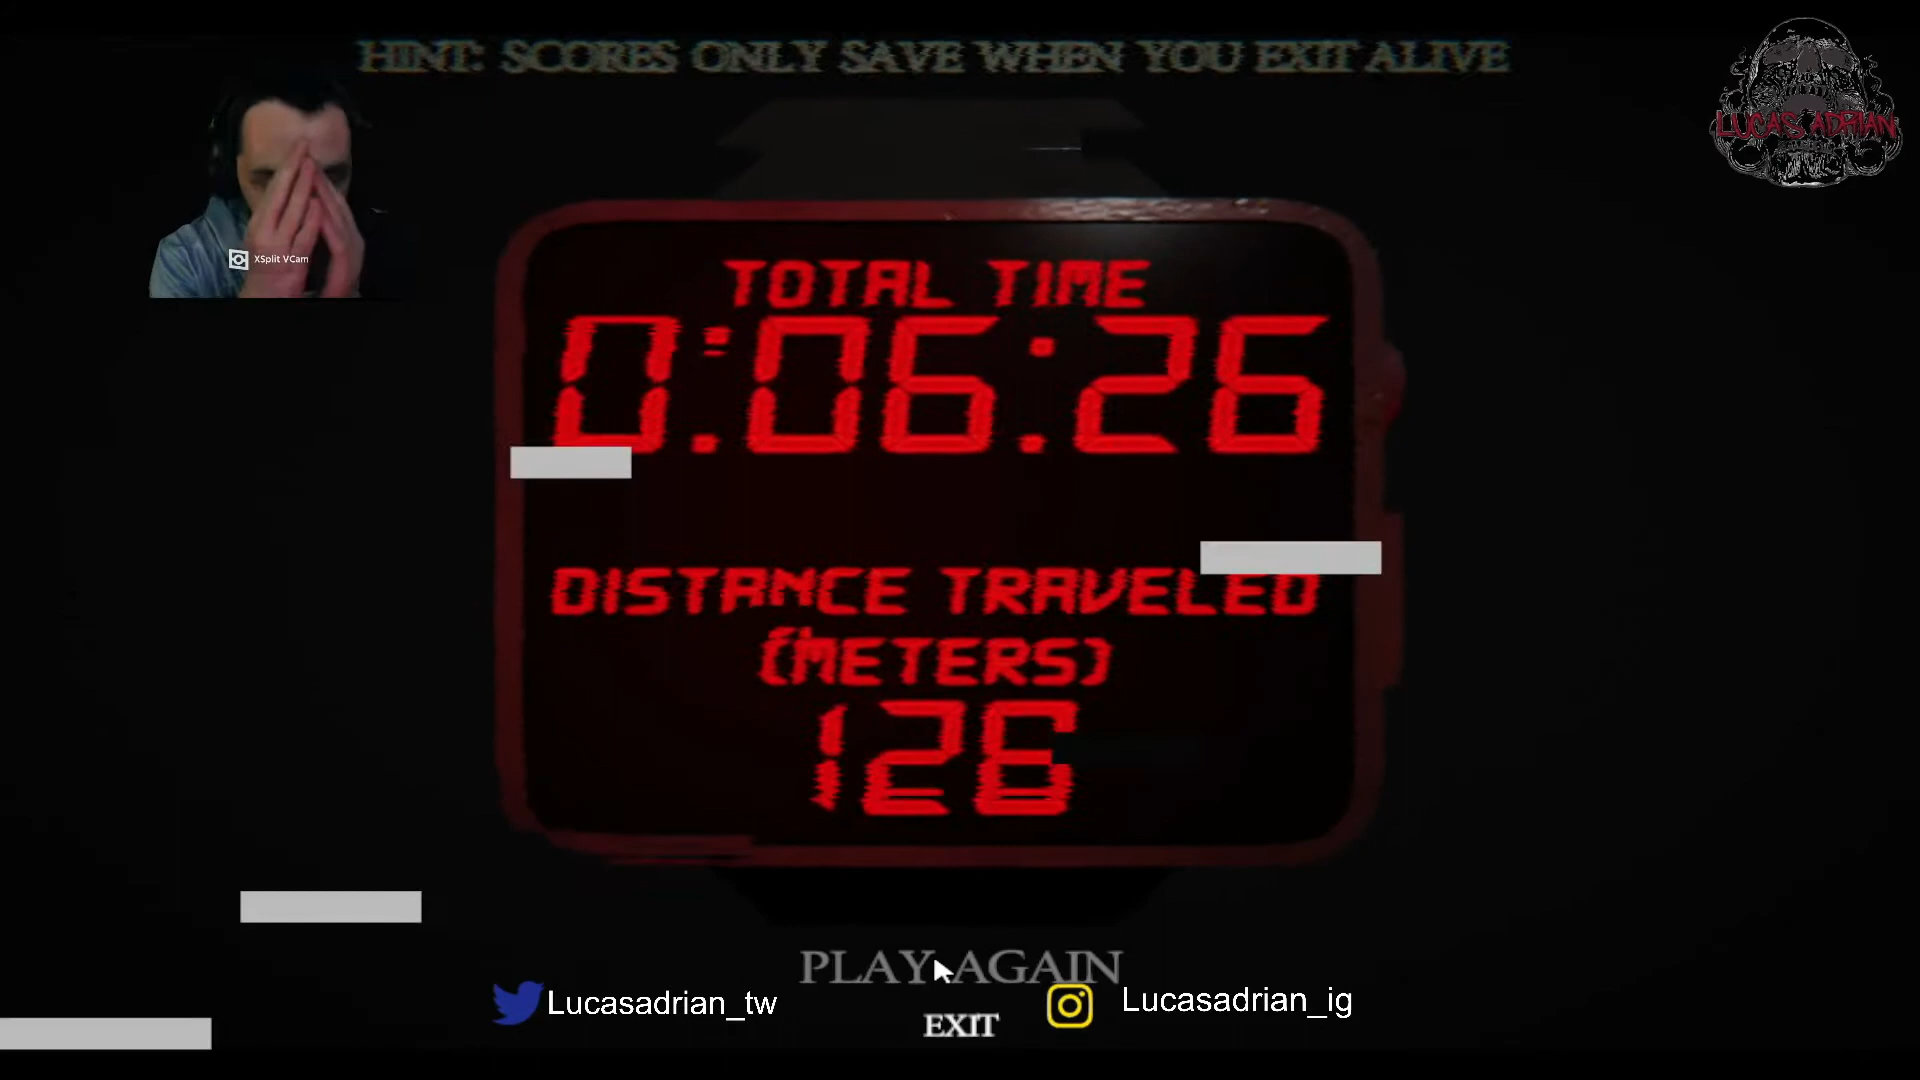 HINT: SCORES ONLY SAVE WHEN YOU EXIT ALIVE
LUCAS ADRIAN
XSplit VCam
TOTAL TIME
0:06:26
DISTANCE TRAVELED
(METERS)
126
PLAY AGAIN
Lucasadrian_tw
Lucasadrian_ig
EXIT